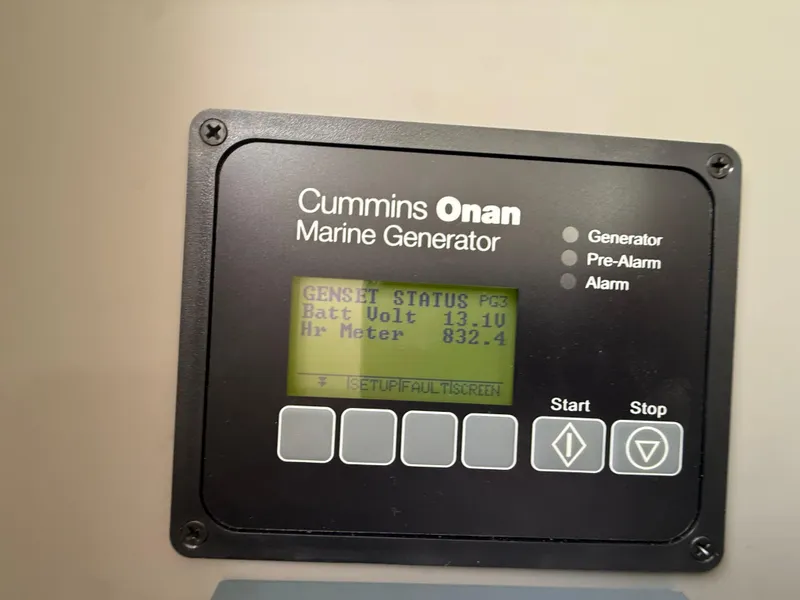 Cummins Onan
Marine Generator
Generator
Pre-Alarm
Alarm
GENSET STATUS PG3
Batt Volt 13.1V
Hr Meter 832.4
SETUP FAULT SCREEN
Start
Stop